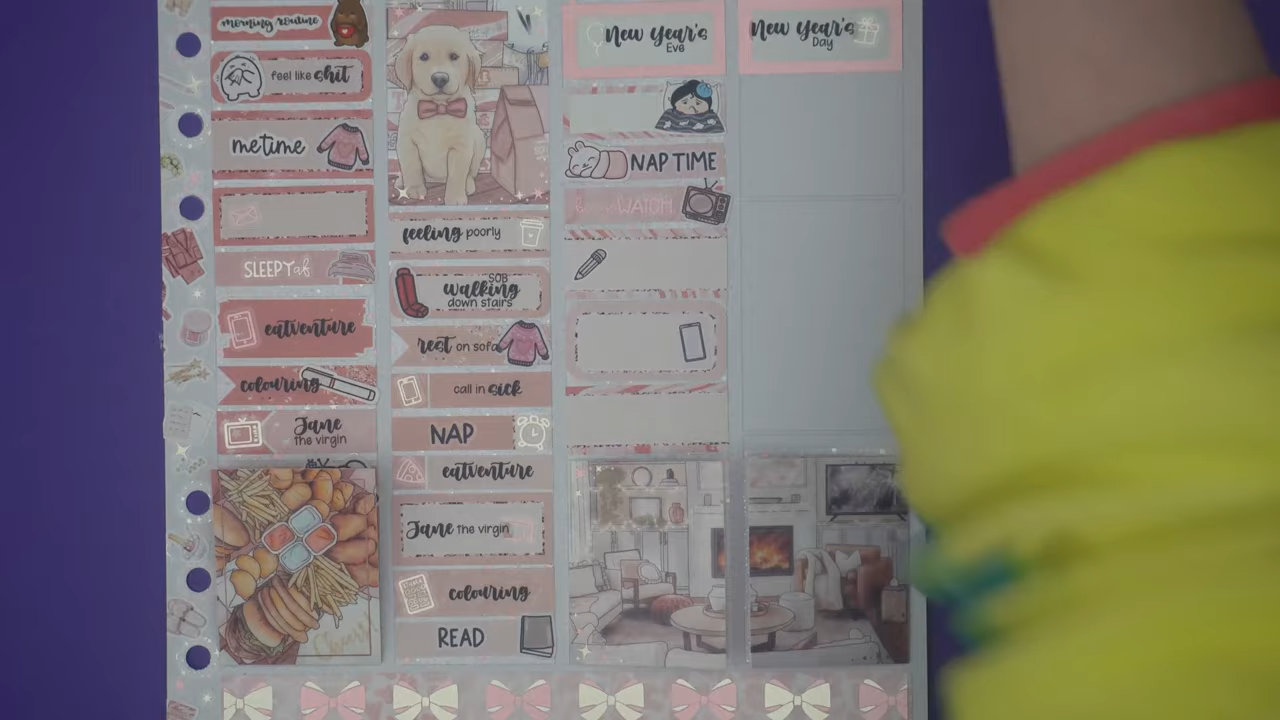 morning routine
feel like shit
me time
SLEEPY af
eatventure
colouring
Jane
the virgin
feeling poorly
SOB
walking
down stairs
rest on sofa
call in sick
NAP
eatventure
Jane the virgin
colouring
READ
New Year's
Eve
NAP TIME
WATCH
New Year's
Day